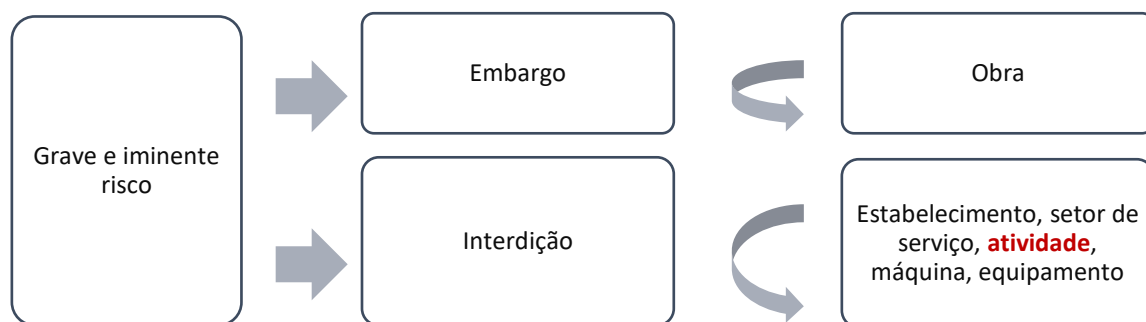 Grave e iminente
risco
Embargo
Obra
Interdição
Estabelecimento, setor de
serviço, atividade,
máquina, equipamento